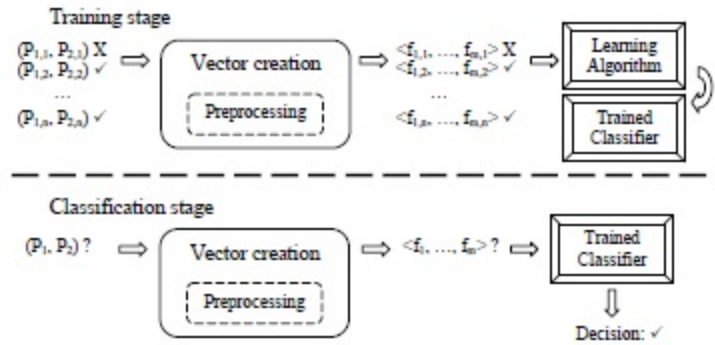 Training stage
(P1,1, P2,1) X
(P1,2, P2,2) ✓
...
(P1,n, P2,n) ✓
Vector creation
Preprocessing
<f1,1, ..., fm,1> X
<f1,2, ..., fm,2> ✓
...
<f1,n, ..., fm,n> ✓
Learning
Algorithm
Trained
Classifier
Classification stage
(P1, P2) ?
Vector creation
Preprocessing
<f1, ..., fm> ?
Trained
Classifier
Decision: ✓